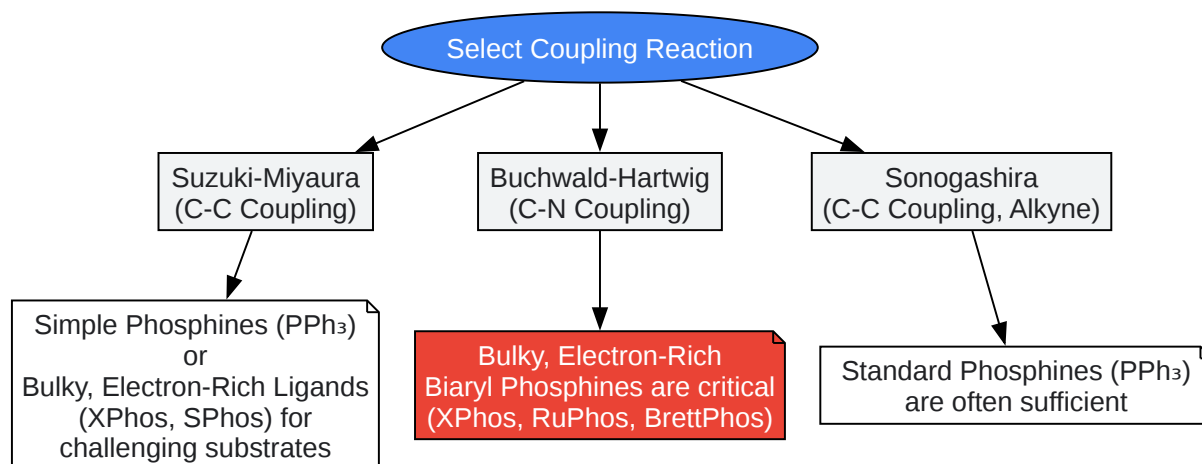 Select Coupling Reaction
Suzuki-Miyaura
(C-C Coupling)
Buchwald-Hartwig
(C-N Coupling)
Sonogashira
(C-C Coupling, Alkyne)
Simple Phosphines (PPh₃)
or
Bulky, Electron-Rich Ligands
(XPhos, SPhos) for
challenging substrates
Bulky, Electron-Rich
Biaryl Phosphines are critical
(XPhos, RuPhos, BrettPhos)
Standard Phosphines (PPh₃)
are often sufficient